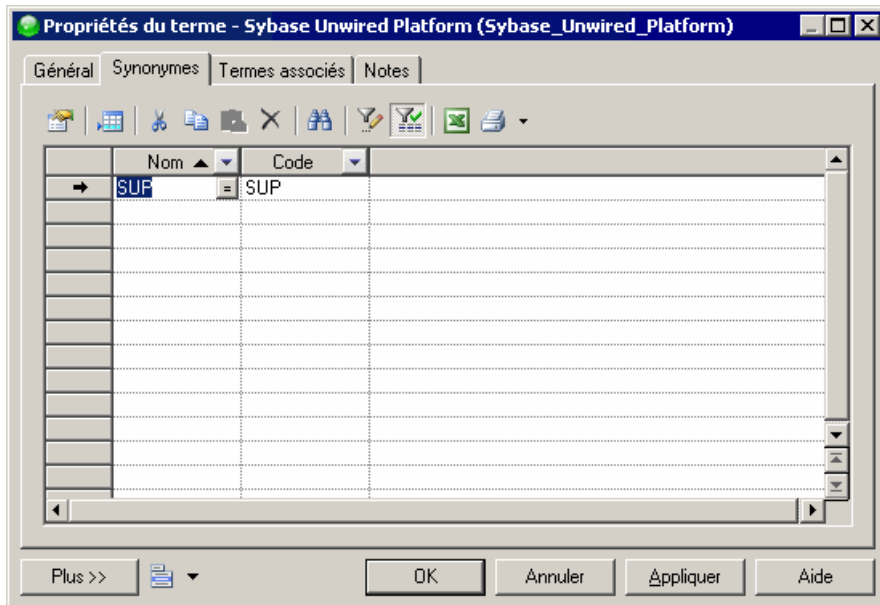 Propriétés du terme - Sybase Unwired Platform (Sybase_Unwired_Platform)
Général Synonymes Termes associés Notes
Nom Code
SUP = SUP
Plus >> OK Annuler Appliquer Aide